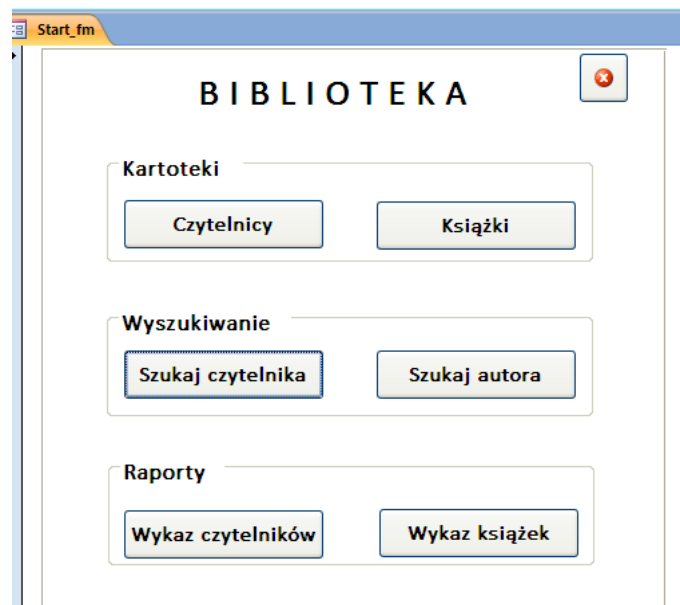 Start_fm
B I B L I O T E K A
Kartoteki
Czytelnicy Książki
Wyszukiwanie
Szukaj czytelnika Szukaj autora
Raporty
Wykaz czytelników Wykaz książek